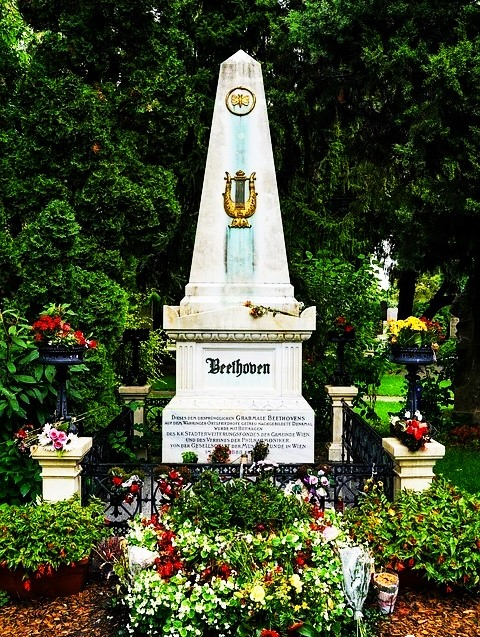 Beethoven
DIESES DEM URSPRÜNGLICHEN GRABMALE BEETHOVENS
AUF DEM WÄHRINGER ORTSFRIEDHOFE GETREU NACHGEBILDETE DENKMAL
WURDE MIT BEITRÄGEN
DES K.K. STADTERWEITERUNGSFONDES DER GEMEINDE WIEN
UND DES VEREINES DER PHILHARMONIKER
VON DER GESELLSCHAFT DER MUSIKFREUNDE IN WIEN